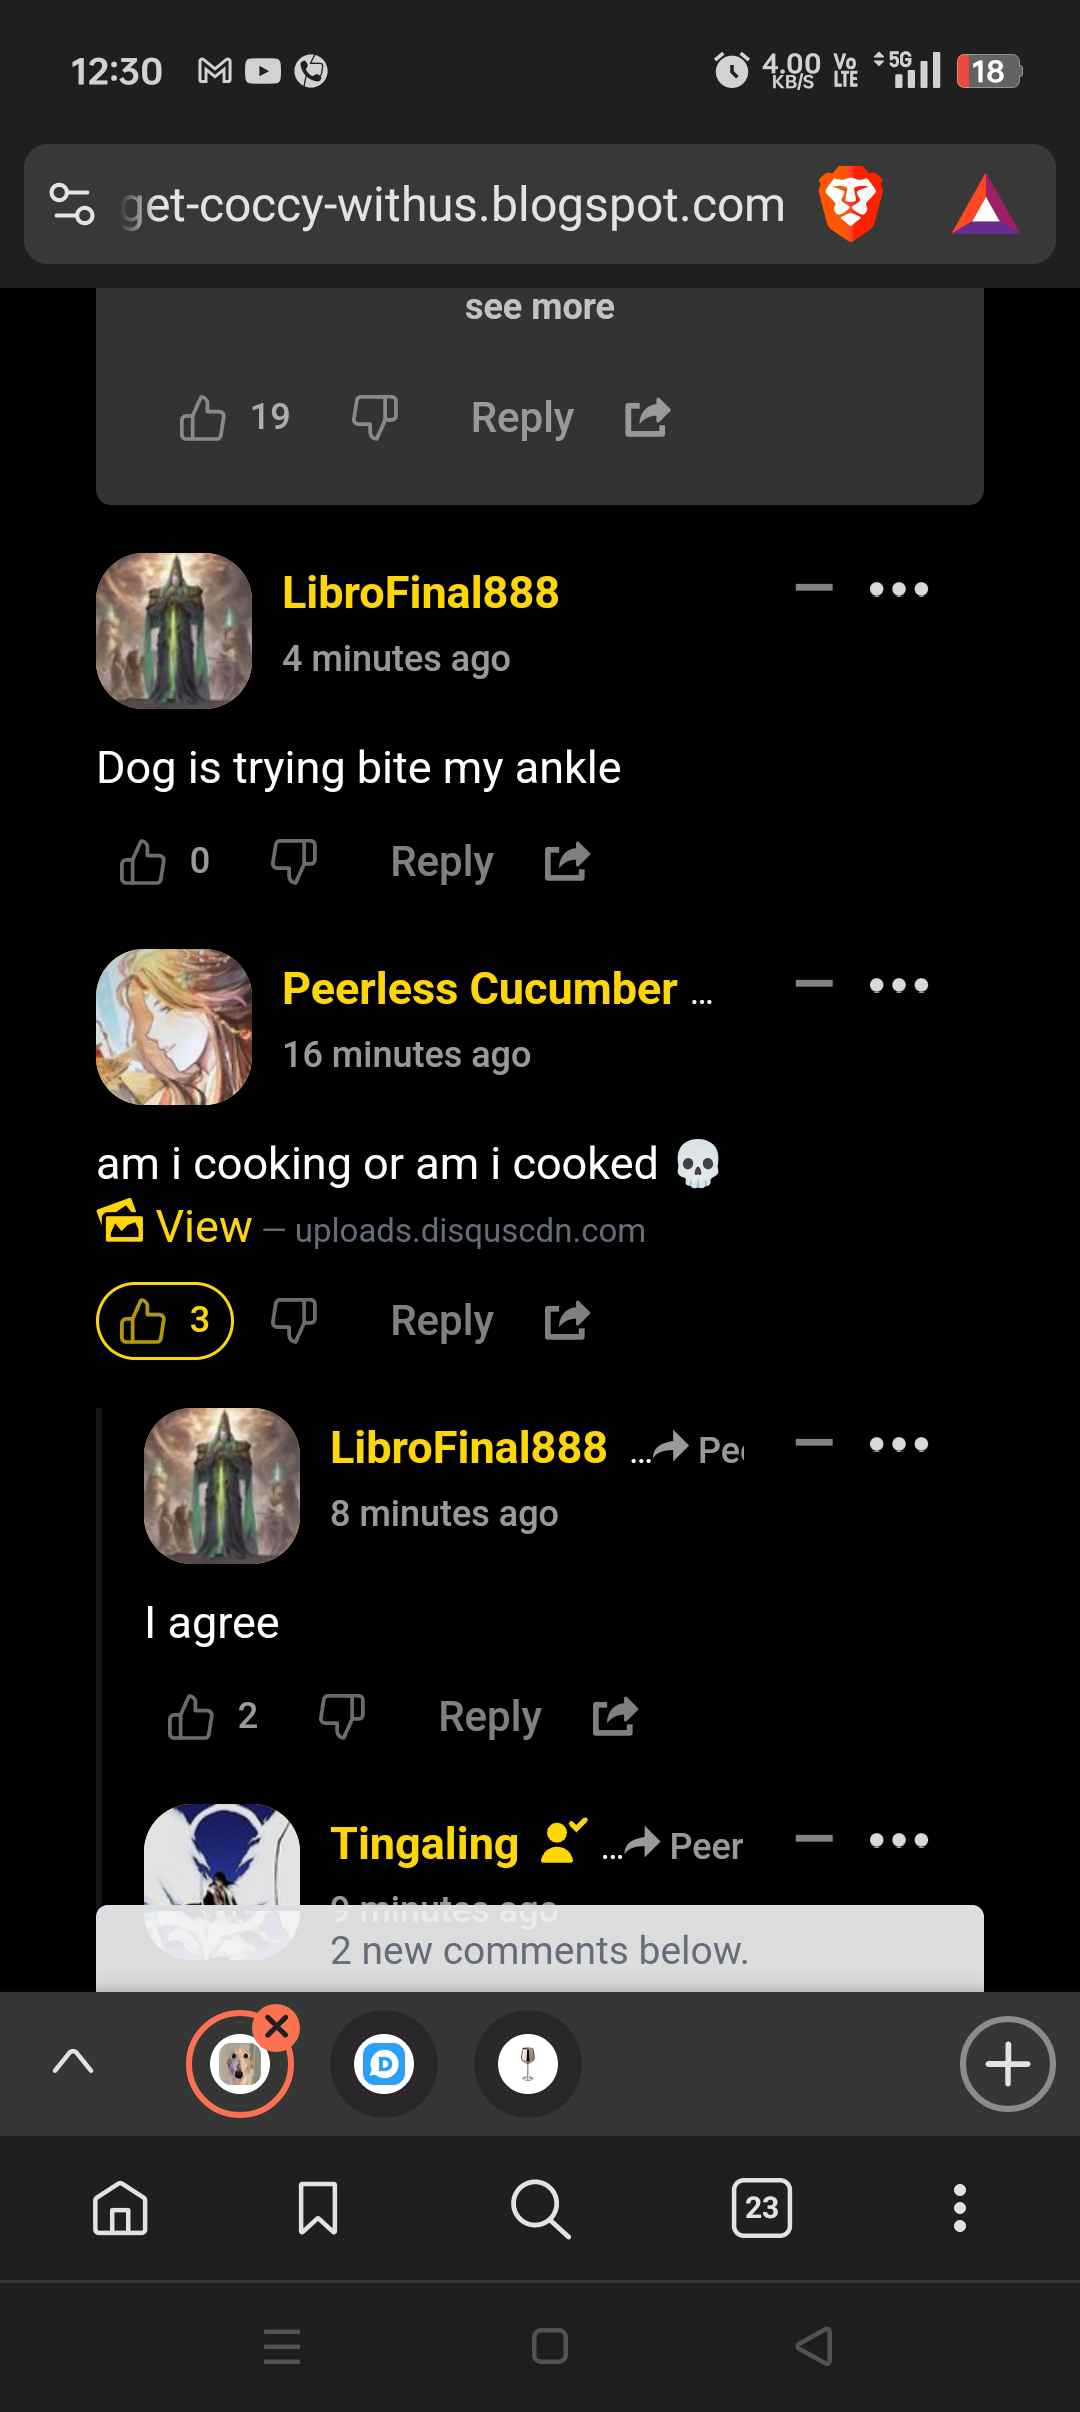 12:30
4.00 KB/S Vo LTE 5G 18
get-coccy-withus.blogspot.com
see more
19 Reply
LibroFinal888
4 minutes ago
Dog is trying bite my ankle
0 Reply
Peerless Cucumber ...
16 minutes ago
am i cooking or am i cooked 💀
View – uploads.disquscdn.com
3 Reply
LibroFinal888 ... Pe
8 minutes ago
I agree
2 Reply
Tingaling ... Peer
9 minutes ago
2 new comments below.
D
23